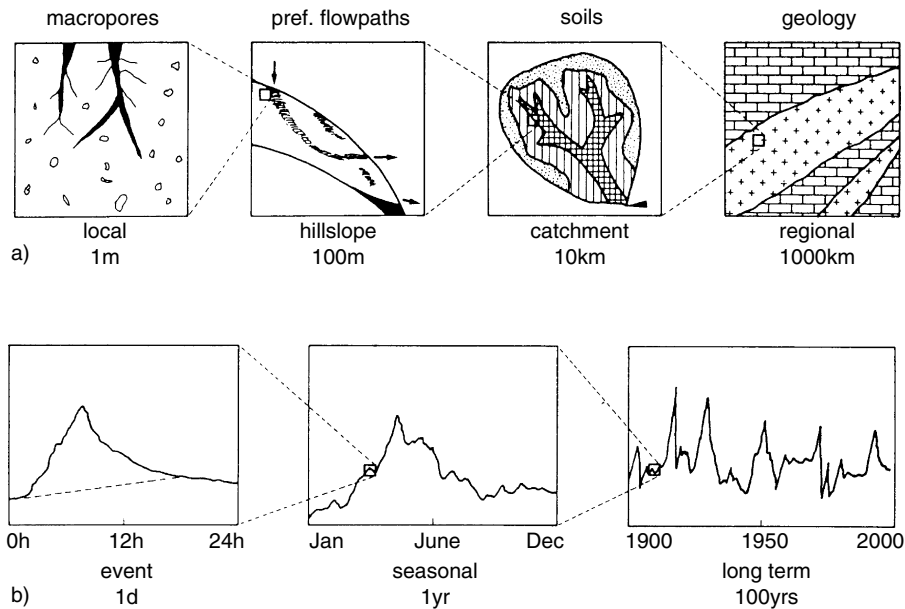 macropores pref. flowpaths soils geology
local hillslope catchment regional
a) 1m 100m 10km 1000km
0h 12h 24h Jan June Dec 1900 1950 2000
event seasonal long term
b) 1d 1yr 100yrs